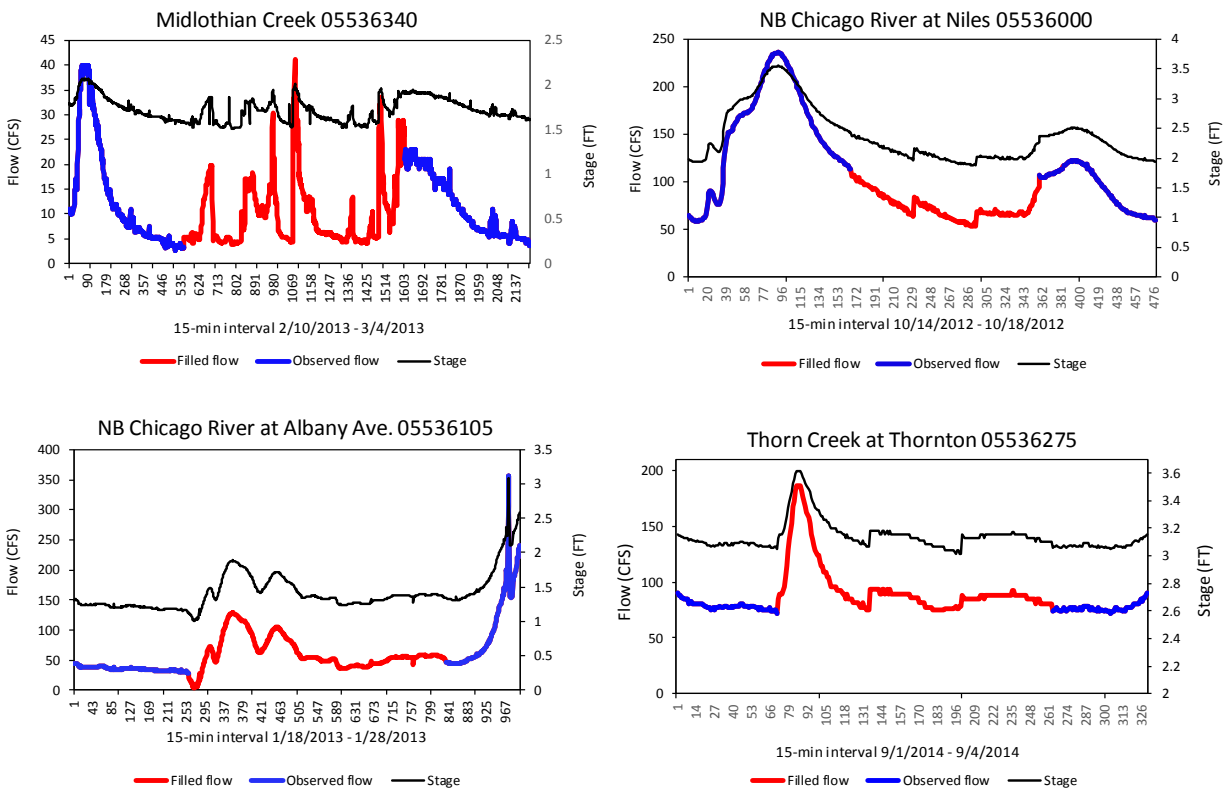 Midlothian Creek 05536340
Flow (CFS)
45
40
35
30
25
20
15
10
5
0
2.5
2
1.5
1
0.5
0
Stage (FT)
1 90 179 268 357 446 535 624 713 802 891 980 1069 1158 1247 1336 1425 1514 1603 1692 1781 1870 1959 2048 2137
15-min interval 2/10/2013 - 3/4/2013
Filled flow Observed flow Stage
NB Chicago River at Niles 05536000
Flow (CFS)
250
200
150
100
50
0
4
3.5
3
2.5
2
1.5
1
0.5
0
Stage (FT)
1 20 39 58 77 96 115 134 153 172 191 210 229 248 267 286 305 324 343 362 381 400 419 438 457 476
15-min interval 10/14/2012 - 10/18/2012
Filled flow Observed flow Stage
NB Chicago River at Albany Ave. 05536105
Flow (CFS)
400
350
300
250
200
150
100
50
0
3.5
3
2.5
2
1.5
1
0.5
0
Stage (FT)
1 43 85 127 169 211 253 295 337 379 421 463 505 547 589 631 673 715 757 799 841 883 925 967
15-min interval 1/18/2013 - 1/28/2013
Filled flow Observed flow Stage
Thorn Creek at Thornton 05536275
Flow (CFS)
200
150
100
50
0
3.6
3.4
3.2
3
2.8
2.6
2.4
2.2
2
Stage (FT)
1 14 27 40 53 66 79 92 105 118 131 144 157 170 183 196 209 222 235 248 261 274 287 300 313 326
15-min interval 9/1/2014 - 9/4/2014
Filled flow Observed flow Stage